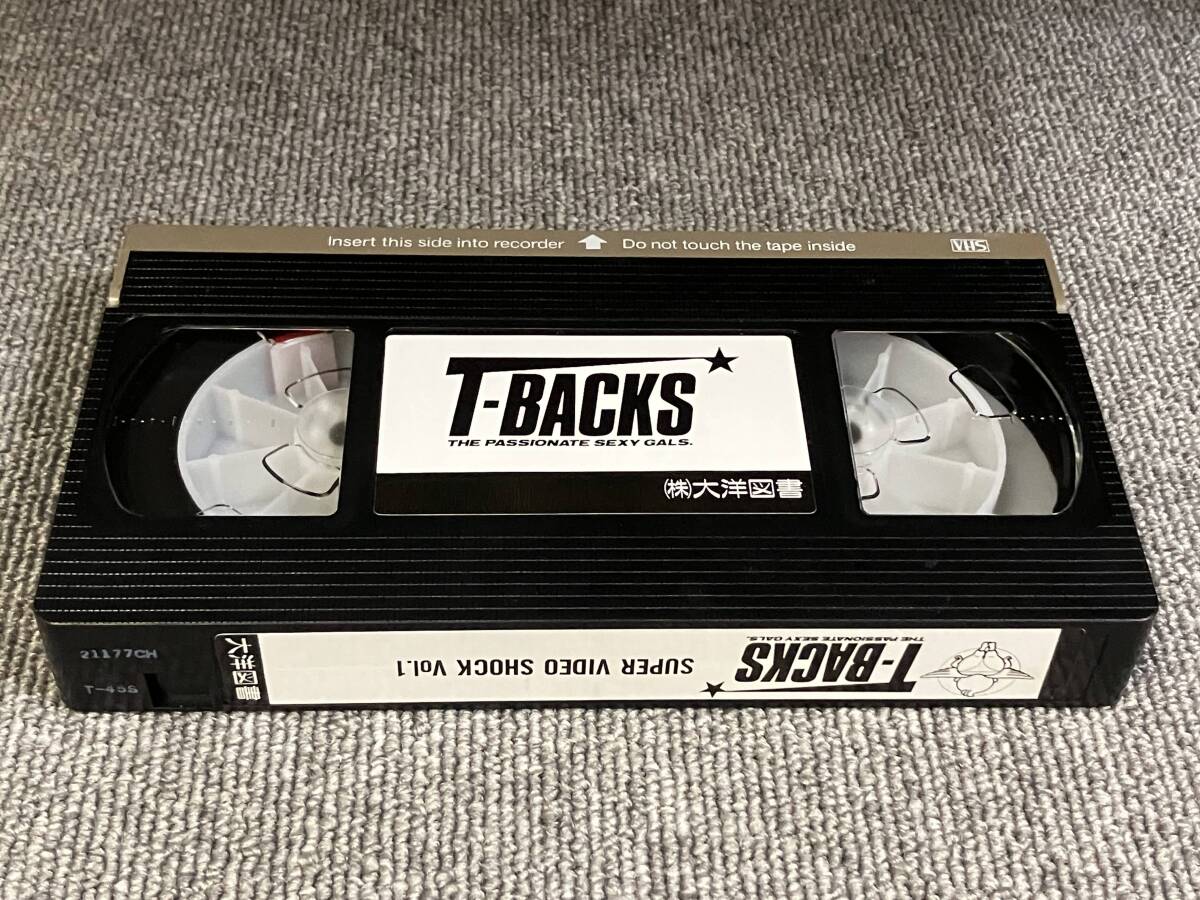 Insert this side into recorder Do not touch the tape inside VHS
T-BACKS
THE PASSIONATE SEXY GALS.
㈱大洋図書
T-BACKS
THE PASSIONATE SEXY GALS.
SUPER VIDEO SHOCK Vol.1
大洋図書
21177CH
T-45S